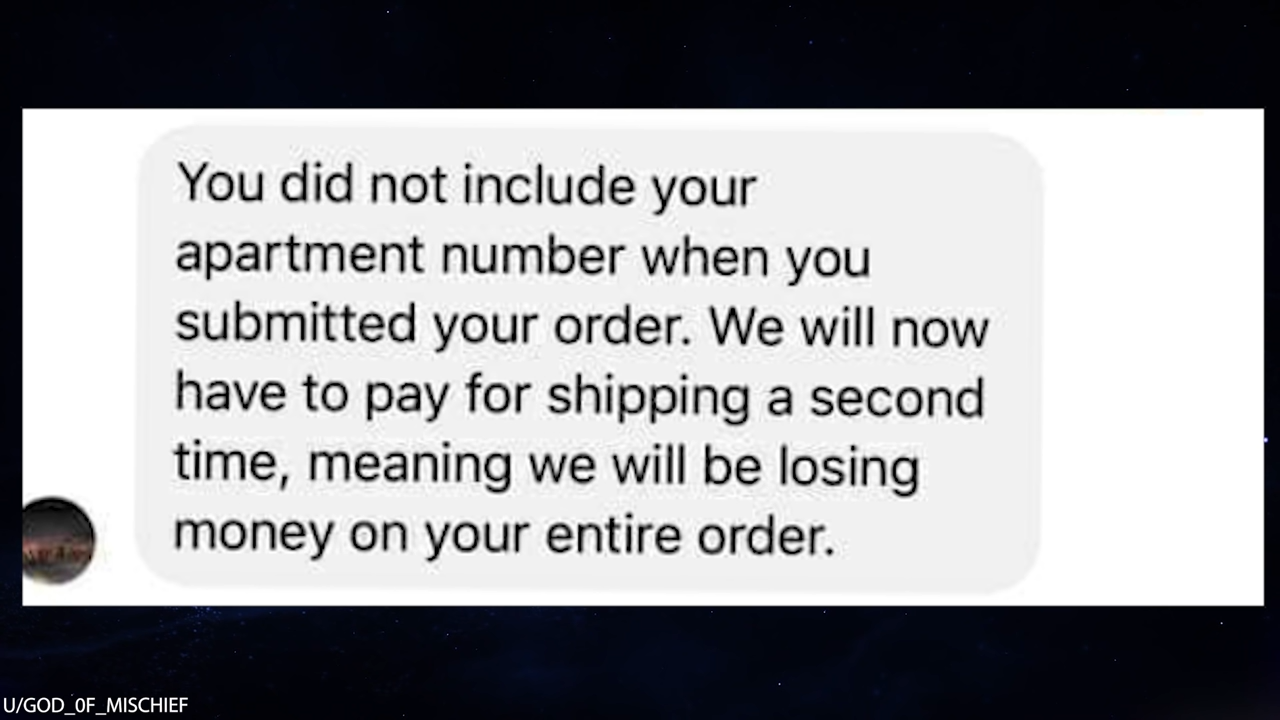 You did not include your
apartment number when you
submitted your order. We will now
have to pay for shipping a second
time, meaning we will be losing
money on your entire order.
U/GOD_0F_MISCHIEF